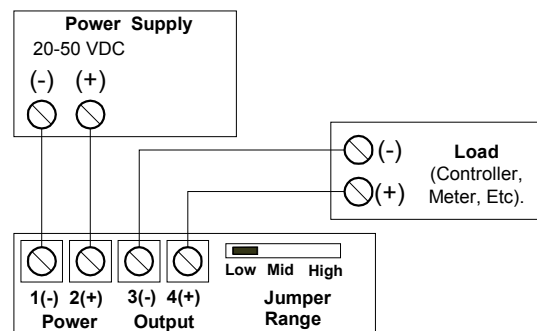 Power Supply
20-50 VDC
(-) (+)
(-)
(+)
Load
(Controller,
Meter, Etc).
Low Mid High
1(-) 2(+) 3(-) 4(+)
Power Output
Jumper
Range